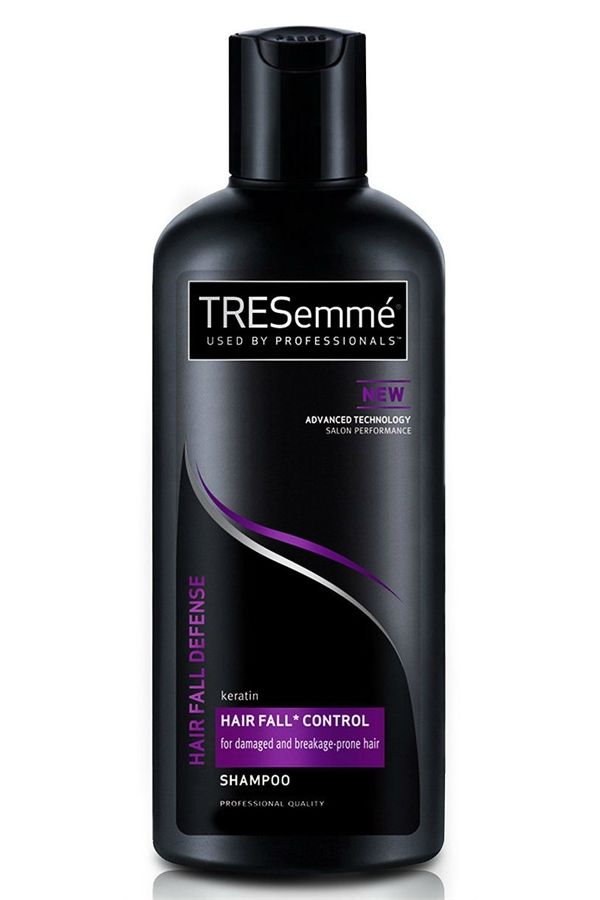 TRESemmé®
USED BY PROFESSIONALS™
NEW
ADVANCED TECHNOLOGY
SALON PERFORMANCE
HAIR FALL DEFENSE
keratin
HAIR FALL* CONTROL
for damaged and breakage-prone hair
SHAMPOO
PROFESSIONAL QUALITY